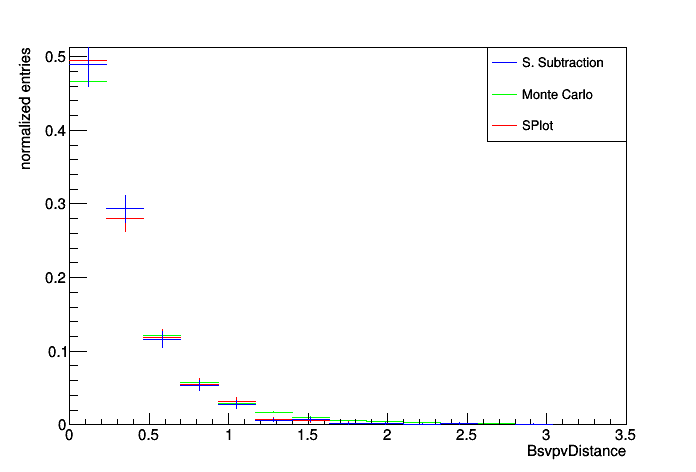 normalized entries
0.5
0.4
0.3
0.2
0.1
0
S. Subtraction
Monte Carlo
SPlot
0 0.5 1 1.5 2 2.5 3 3.5
BsvpvDistance